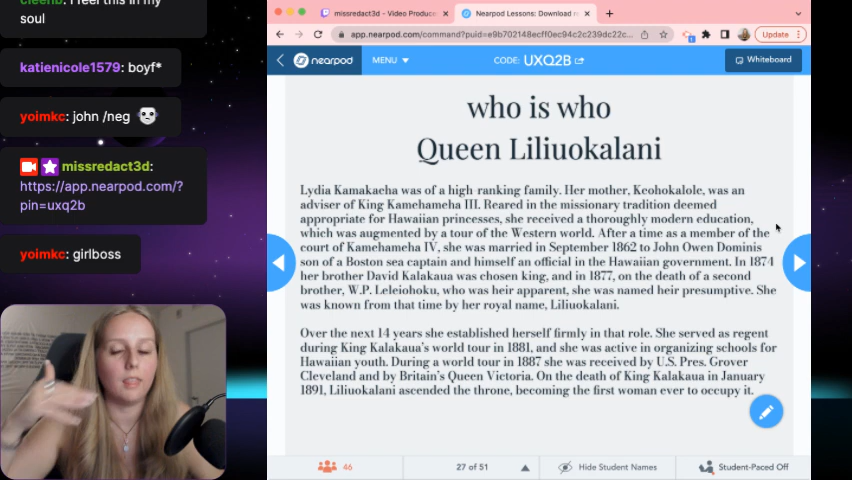 cleenb: I feel this in my
soul
katienicole1579: boyf*
yoimkc: john /neg
missredact3d:
https://app.nearpod.com/?
pin=uxq2b
yoimkc: girlboss
missredact3d - Video Produce
Nearpod Lessons: Download r
app.nearpod.com/command?puid=e9b702148ecff0ec94c2c239dc22c...
Update
nearpod
MENU
CODE: UXQ2B
Whiteboard
who is who
Queen Liliuokalani
Lydia Kamakaeha was of a high-ranking family. Her mother, Keohokalole, was an
adviser of King Kamehameha III. Reared in the missionary tradition deemed
appropriate for Hawaiian princesses, she received a thoroughly modern education,
which was augmented by a tour of the Western world. After a time as a member of the
court of Kamehameha IV, she was married in September 1862 to John Owen Dominis
son of a Boston sea captain and himself an official in the Hawaiian government. In 1874
her brother David Kalakaua was chosen king, and in 1877, on the death of a second
brother, W.P. Leleiohoku, who was heir apparent, she was named heir presumptive. She
was known from that time by her royal name, Liliuokalani.
Over the next 14 years she established herself firmly in that role. She served as regent
during King Kalakaua's world tour in 1881, and she was active in organizing schools for
Hawaiian youth. During a world tour in 1887 she was received by U.S. Pres. Grover
Cleveland and by Britain's Queen Victoria. On the death of King Kalakaua in January
1891, Liliuokalani ascended the throne, becoming the first woman ever to occupy it.
46
27 of 51
Hide Student Names
Student-Paced Off